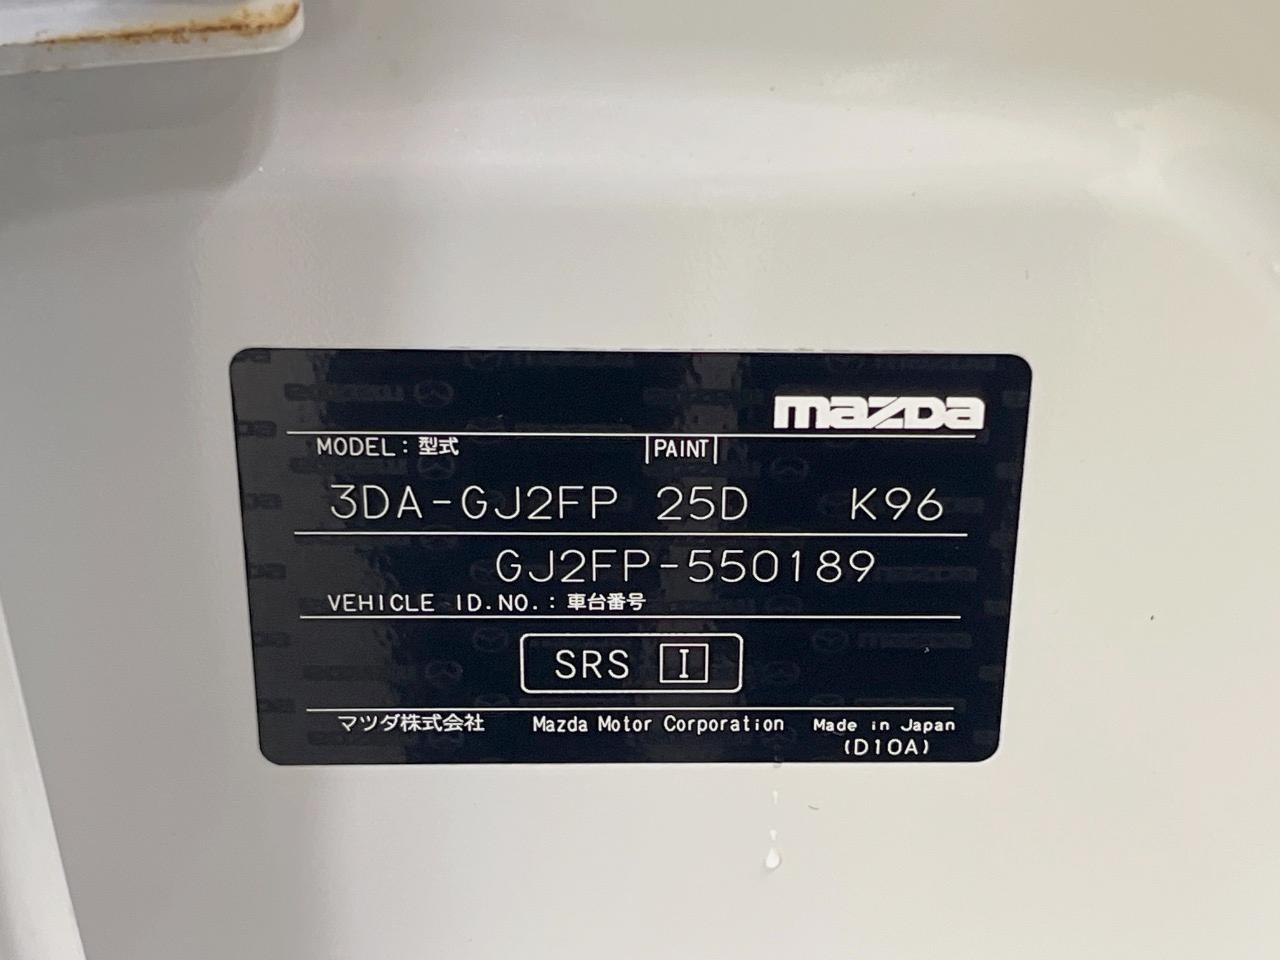 mazda
MODEL : 型式 |PAINT|
3DA-GJ2FP 25D K96
GJ2FP-550189
VEHICLE ID.NO. : 車台番号
SRS I
マツダ株式会社 Mazda Motor Corporation Made in Japan
(D10A)